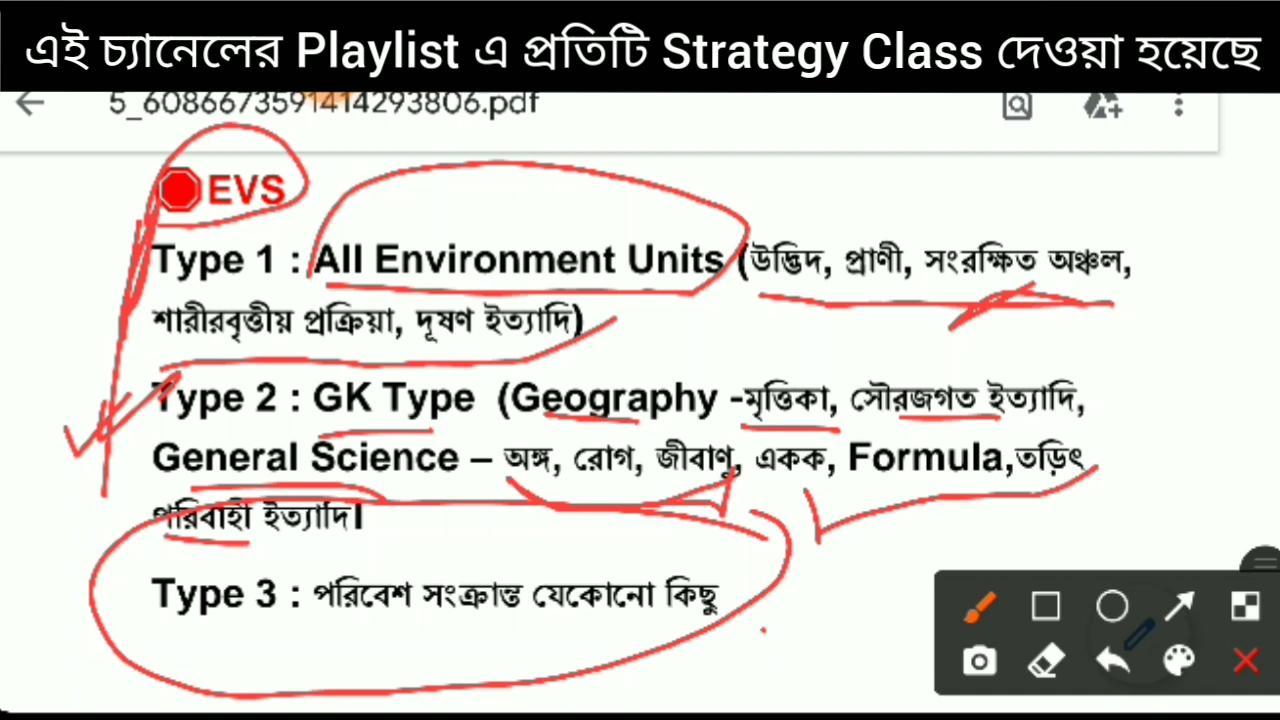 এই চ্যানেলের Playlist এ প্রতিটি Strategy Class দেওয়া হয়েছে
5_6086673591414293806.pdf
EVS
Type 1 : All Environment Units (উদ্ভিদ, প্রাণী, সংরক্ষিত অঞ্চল,
শারীরবৃত্তীয় প্রক্রিয়া, দূষণ ইত্যাদি)
Type 2 : GK Type (Geography -মৃত্তিকা, সৌরজগত ইত্যাদি,
General Science – অঙ্গ, রোগ, জীবাণু, একক, Formula,তড়িৎ
পরিবাহী ইত্যাদি।
Type 3 : পরিবেশ সংক্রান্ত যেকোনো কিছু